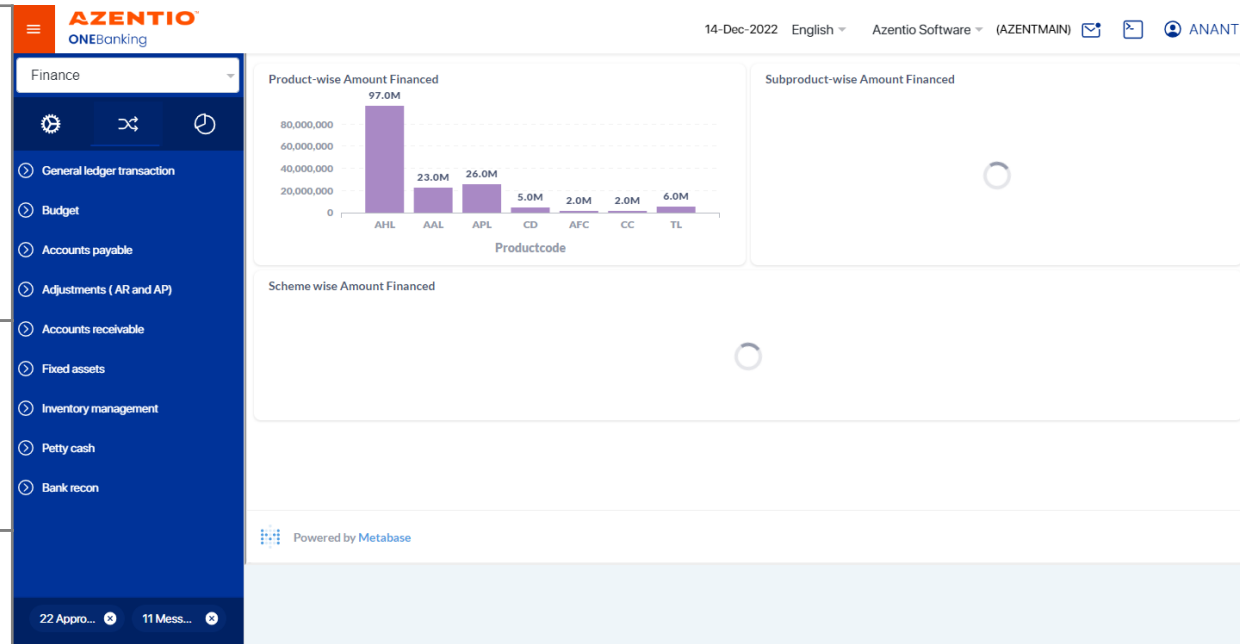 AZENTIO™
ONEBanking
14-Dec-2022 English Azentio Software (AZENTMAIN) ANANT
Finance
General ledger transaction
Budget
Accounts payable
Adjustments ( AR and AP)
Accounts receivable
Fixed assets
Inventory management
Petty cash
Bank recon
22 Appro...
11 Mess...
Product-wise Amount Financed
97.0M
80,000,000
60,000,000
40,000,000
20,000,000
0
23.0M
26.0M
5.0M
2.0M
2.0M
6.0M
AHL AAL APL CD AFC CC TL
Productcode
Subproduct-wise Amount Financed
Scheme wise Amount Financed
Powered by Metabase